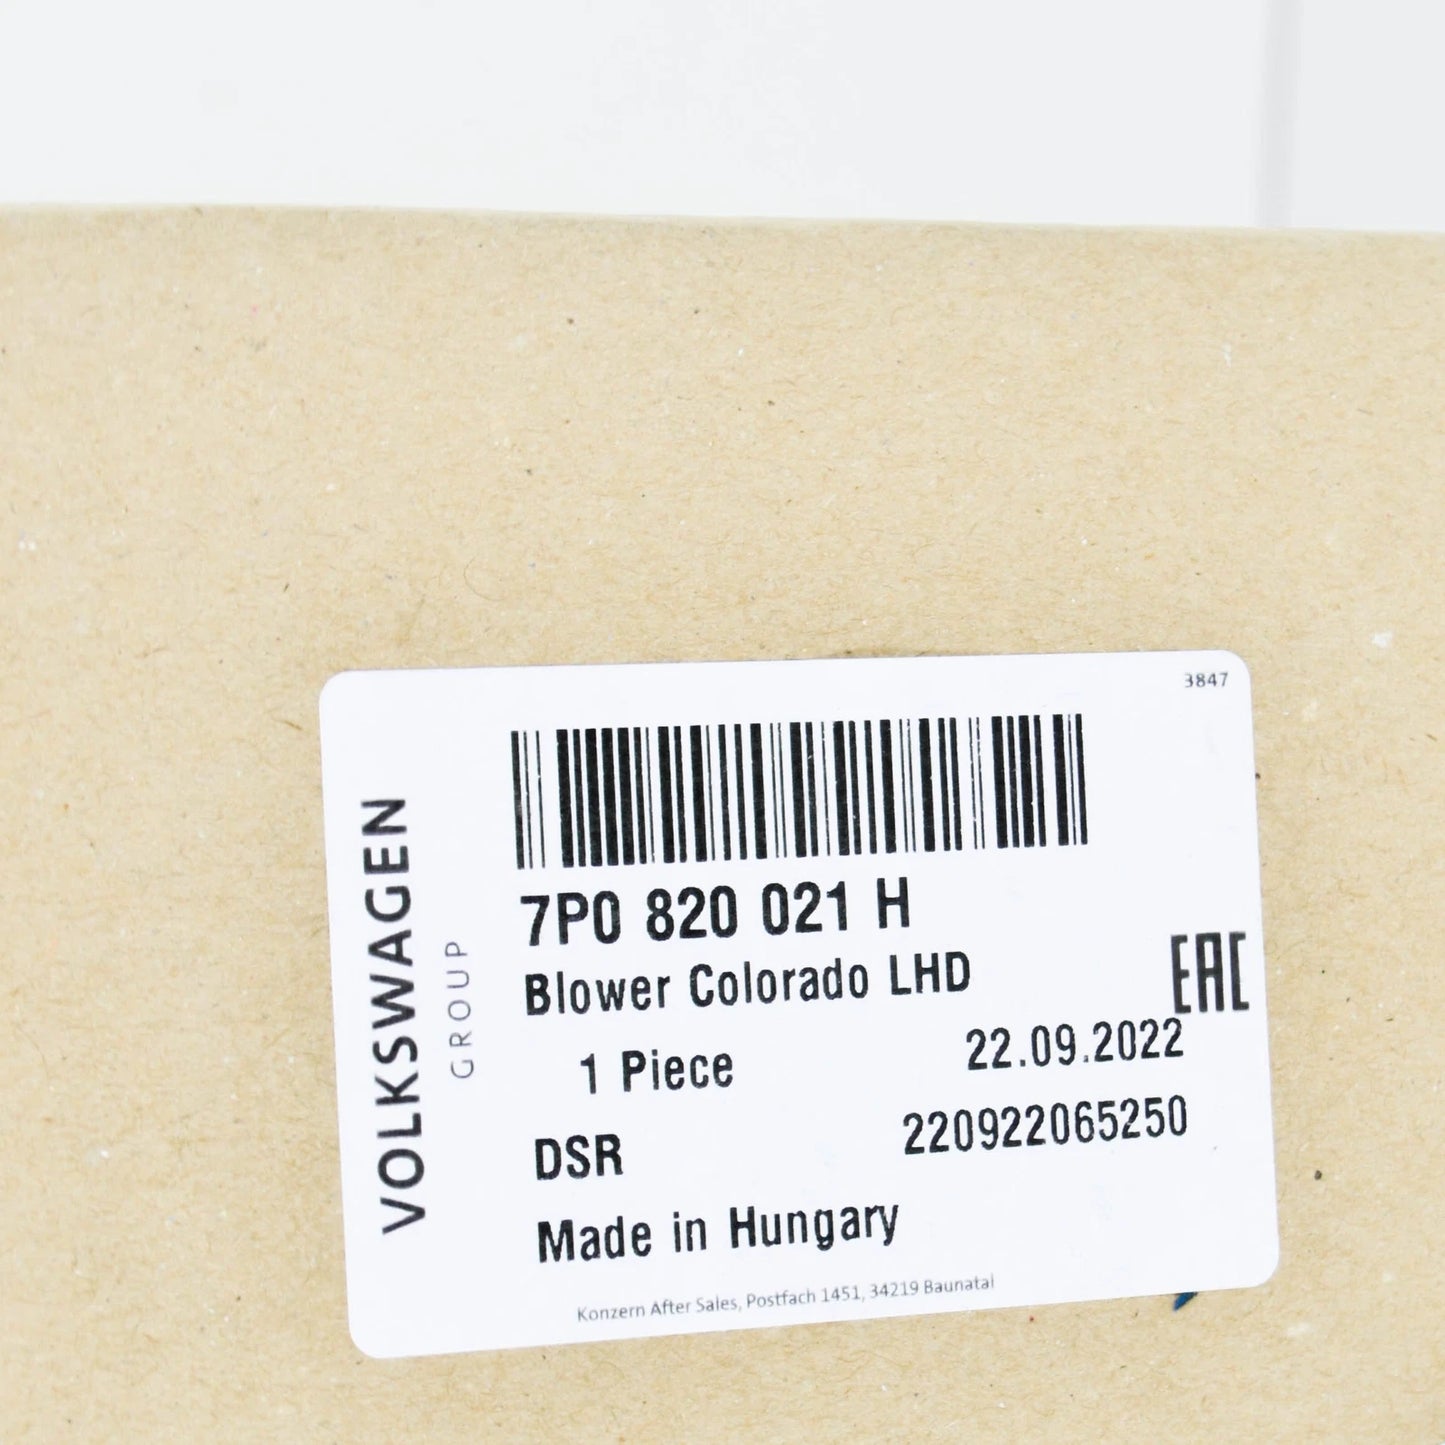 3847
VOLKSWAGEN
GROUP
7P0 820 021 H
Blower Colorado LHD
EAC
1 Piece
22.09.2022
DSR
220922065250
Made in Hungary
Konzern After Sales, Postfach 1451, 34219 Baunatal